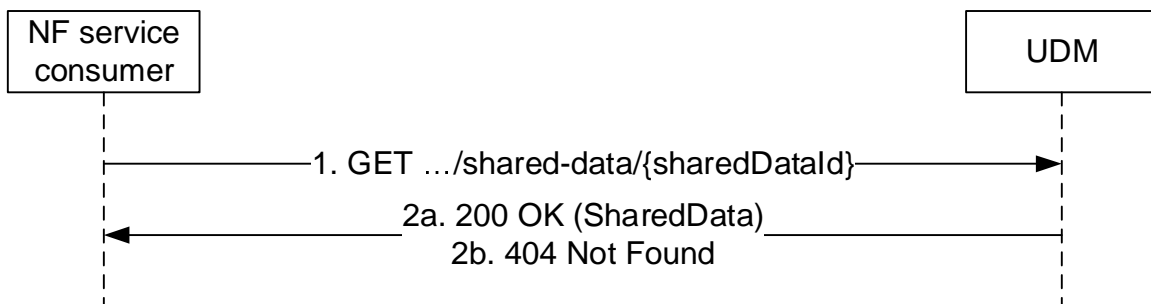 NF service
consumer
UDM
1. GET …/shared-data/{sharedDataId}
2a. 200 OK (SharedData)
2b. 404 Not Found